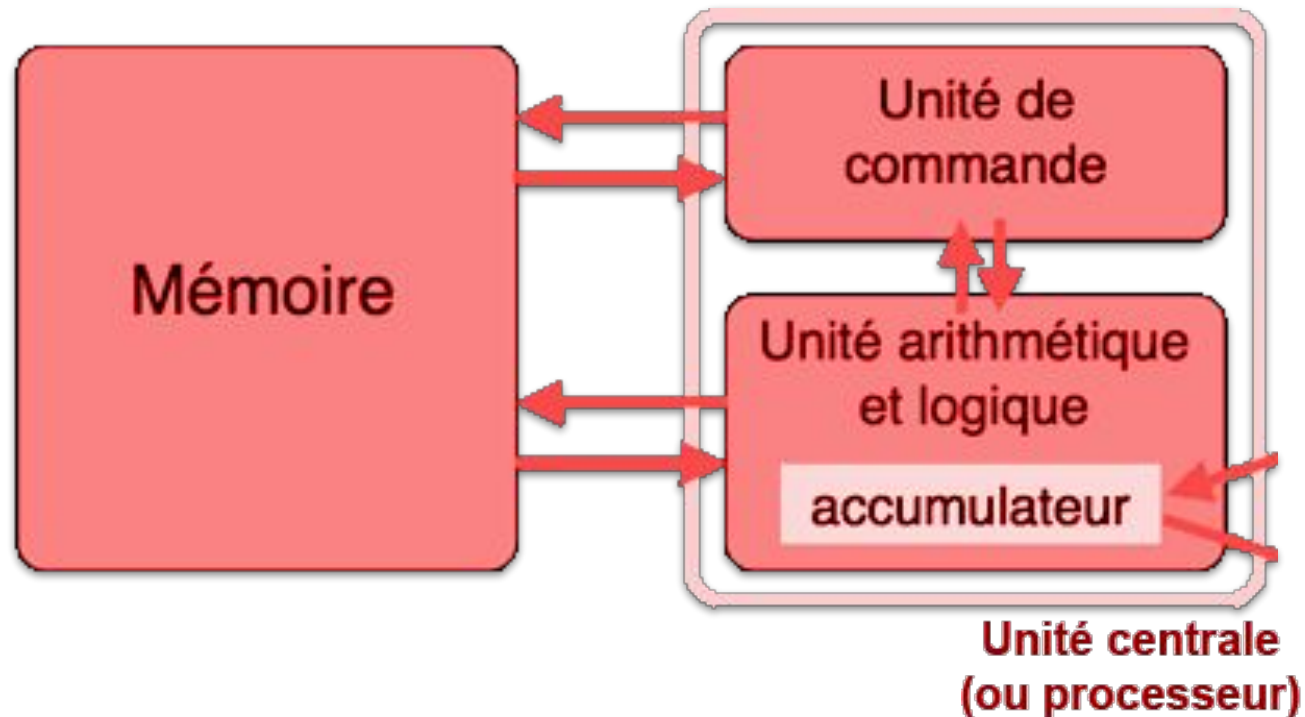 Mémoire
Unité de
commande
Unité arithmétique
et logique
accumulateur
Unité centrale
(ou processeur)